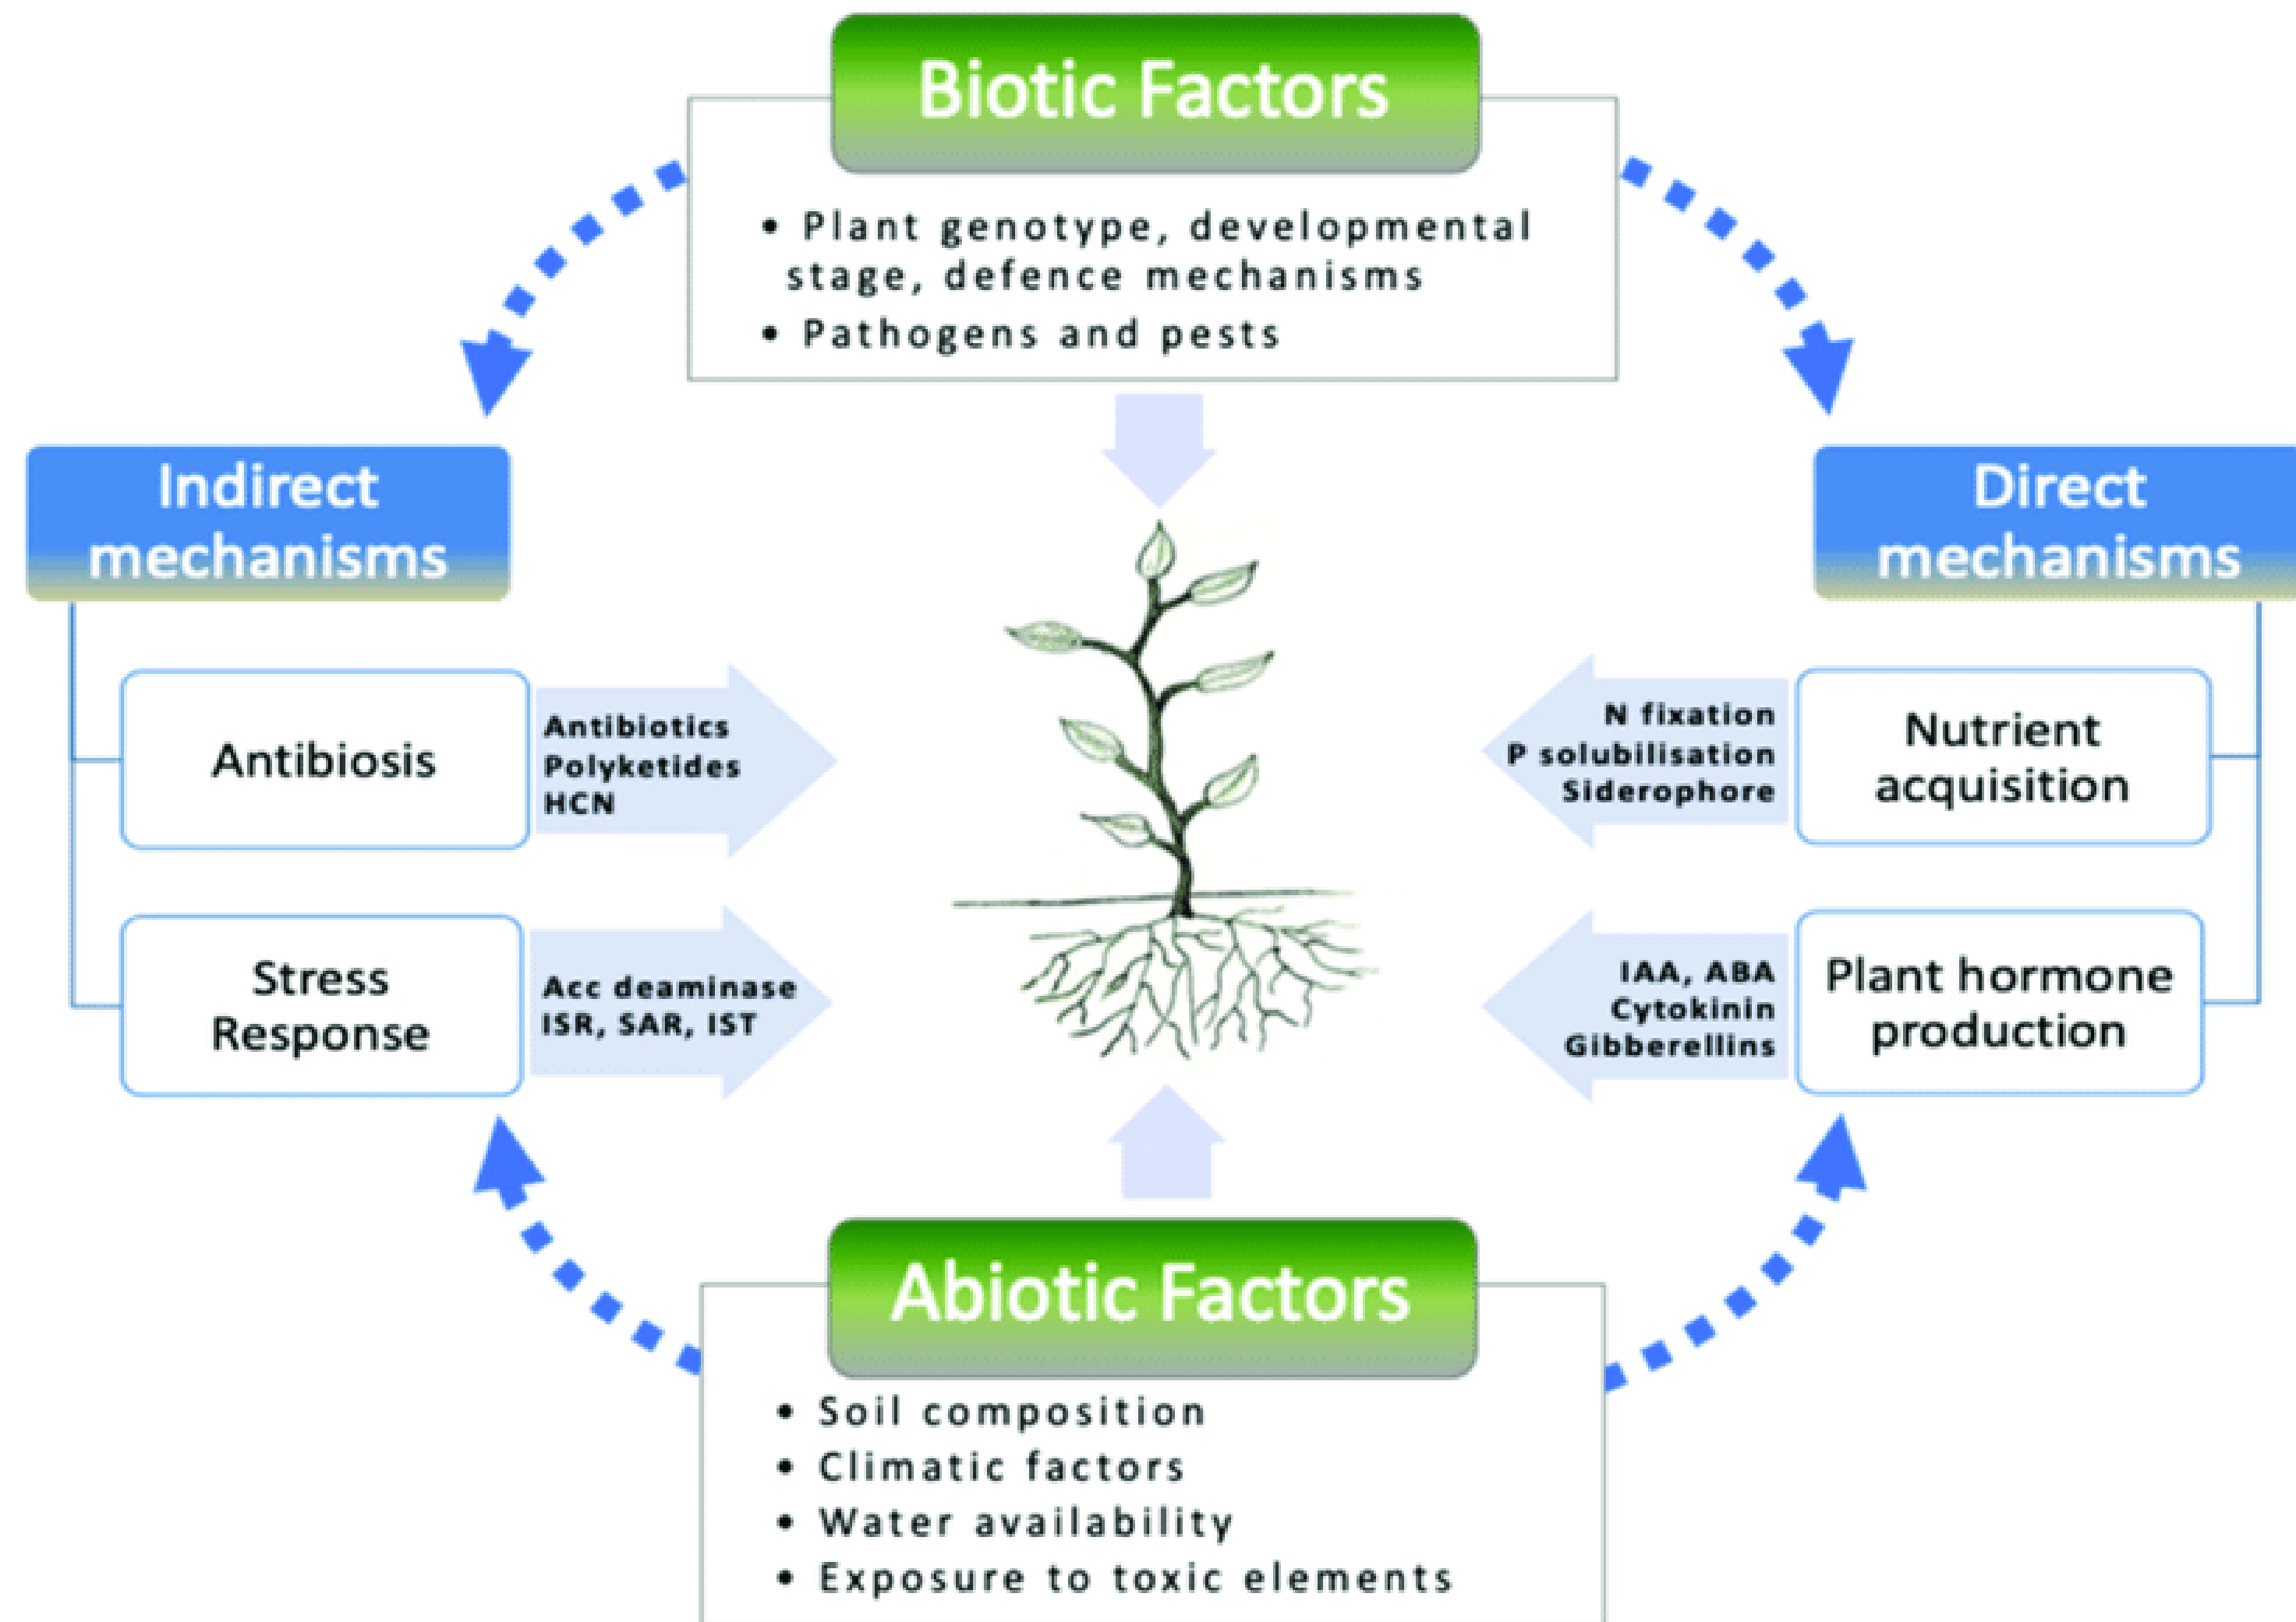 Biotic Factors
• Plant genotype, developmental
stage, defence mechanisms
• Pathogens and pests
Indirect
mechanisms
Antibiosis
Antibiotics
Polyketides
HCN
Stress
Response
Acc deaminase
ISR, SAR, IST
Direct
mechanisms
N fixation
P solubilisation
Siderophore
Nutrient
acquisition
IAA, ABA
Cytokinin
Gibberellins
Plant hormone
production
Abiotic Factors
• Soil composition
• Climatic factors
• Water availability
• Exposure to toxic elements